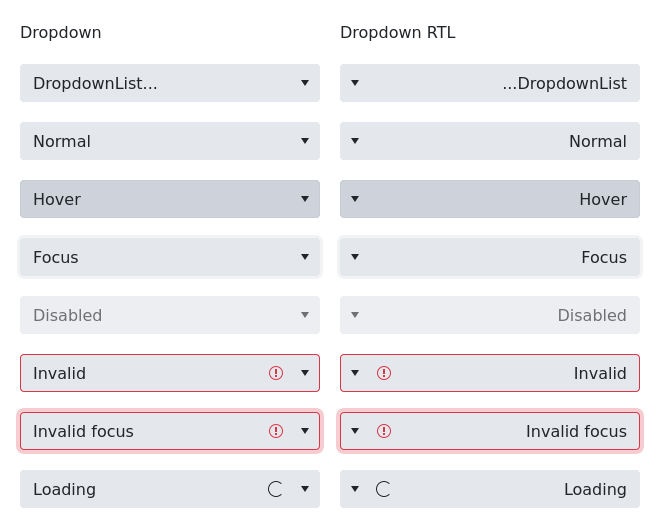 Dropdown
DropdownList...
Normal
Hover
Focus
Disabled
Invalid
Invalid focus
Loading
Dropdown RTL
...DropdownList
Normal
Hover
Focus
Disabled
Invalid
Invalid focus
Loading